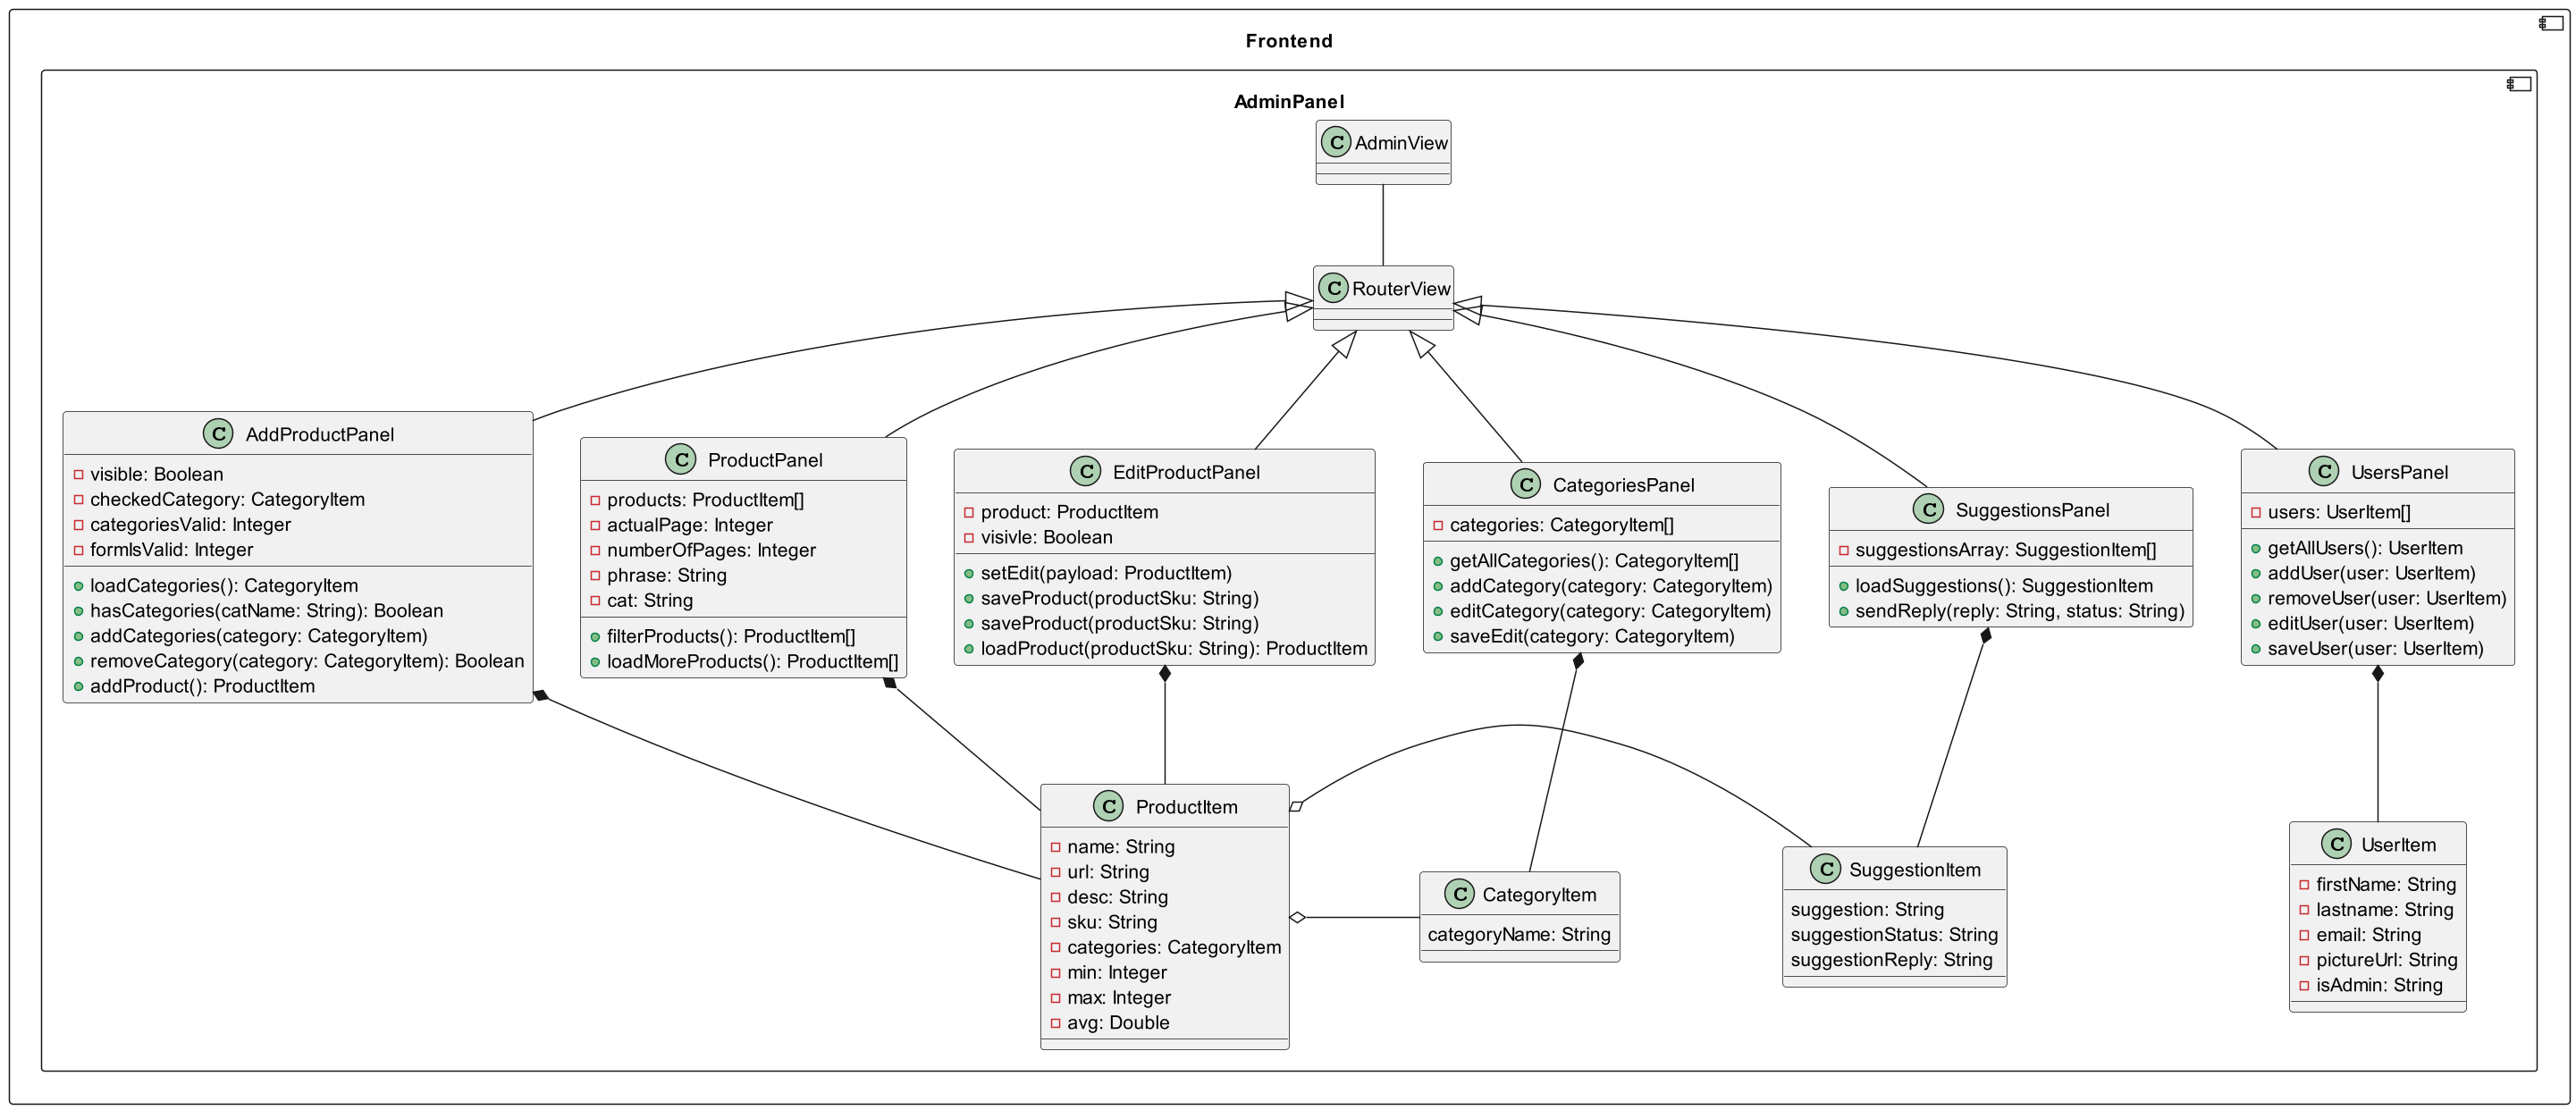 Frontend
AdminPanel
C AdminView
C RouterView
C AddProductPanel
visible: Boolean
checkedCategory: CategoryItem
categoriesValid: Integer
formIsValid: Integer
loadCategories(): CategoryItem
hasCategories(catName: String): Boolean
addCategories(category: CategoryItem)
removeCategory(category: CategoryItem): Boolean
addProduct(): ProductItem
C ProductPanel
products: ProductItem[]
actualPage: Integer
numberOfPages: Integer
phrase: String
cat: String
filterProducts(): ProductItem[]
loadMoreProducts(): ProductItem[]
C EditProductPanel
product: ProductItem
visivle: Boolean
setEdit(payload: ProductItem)
saveProduct(productSku: String)
saveProduct(productSku: String)
loadProduct(productSku: String): ProductItem
C CategoriesPanel
categories: CategoryItem[]
getAllCategories(): CategoryItem[]
addCategory(category: CategoryItem)
editCategory(category: CategoryItem)
saveEdit(category: CategoryItem)
C SuggestionsPanel
suggestionsArray: SuggestionItem[]
loadSuggestions(): SuggestionItem
sendReply(reply: String, status: String)
C UsersPanel
users: UserItem[]
getAllUsers(): UserItem
addUser(user: UserItem)
removeUser(user: UserItem)
editUser(user: UserItem)
saveUser(user: UserItem)
C ProductItem
name: String
url: String
desc: String
sku: String
categories: CategoryItem
min: Integer
max: Integer
avg: Double
C CategoryItem
categoryName: String
C SuggestionItem
suggestion: String
suggestionStatus: String
suggestionReply: String
C UserItem
firstName: String
lastname: String
email: String
pictureUrl: String
isAdmin: String